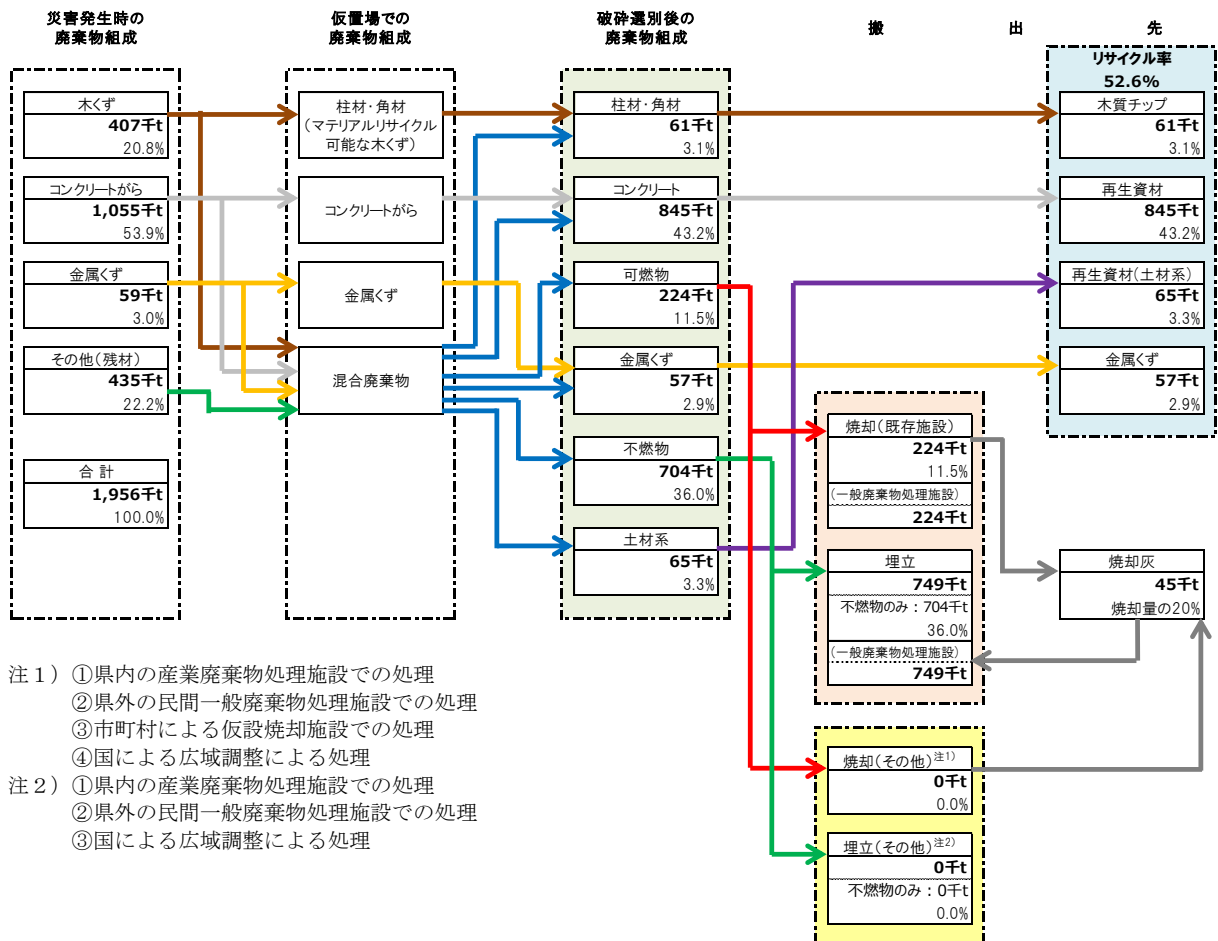 災害発生時の
廃棄物組成
仮置場での
廃棄物組成
破砕選別後の
廃棄物組成
搬 出 先
木くず
407千t
20.8%
コンクリートがら
1,055千t
53.9%
金属くず
59千t
3.0%
その他(残材)
435千t
22.2%
合 計
1,956千t
100.0%
柱材・角材
(マテリアルリサイクル
可能な木くず)
コンクリートがら
金属くず
混合廃棄物
柱材・角材
61千t
3.1%
コンクリート
845千t
43.2%
可燃物
224千t
11.5%
金属くず
57千t
2.9%
不燃物
704千t
36.0%
土材系
65千t
3.3%
焼却(既存施設)
224千t
11.5%
(一般廃棄物処理施設)
224千t
埋立
749千t
不燃物のみ:704千t
36.0%
(一般廃棄物処理施設)
749千t
焼却(その他)注1)
0千t
0.0%
埋立(その他)注2)
0千t
不燃物のみ:0千t
0.0%
リサイクル率
52.6%
木質チップ
61千t
3.1%
再生資材
845千t
43.2%
再生資材(土材系)
65千t
3.3%
金属くず
57千t
2.9%
焼却灰
45千t
焼却量の20%
注1)①県内の産業廃棄物処理施設での処理
②県外の民間一般廃棄物処理施設での処理
③市町村による仮設焼却施設での処理
④国による広域調整による処理
注2)①県内の産業廃棄物処理施設での処理
②県外の民間一般廃棄物処理施設での処理
③国による広域調整による処理